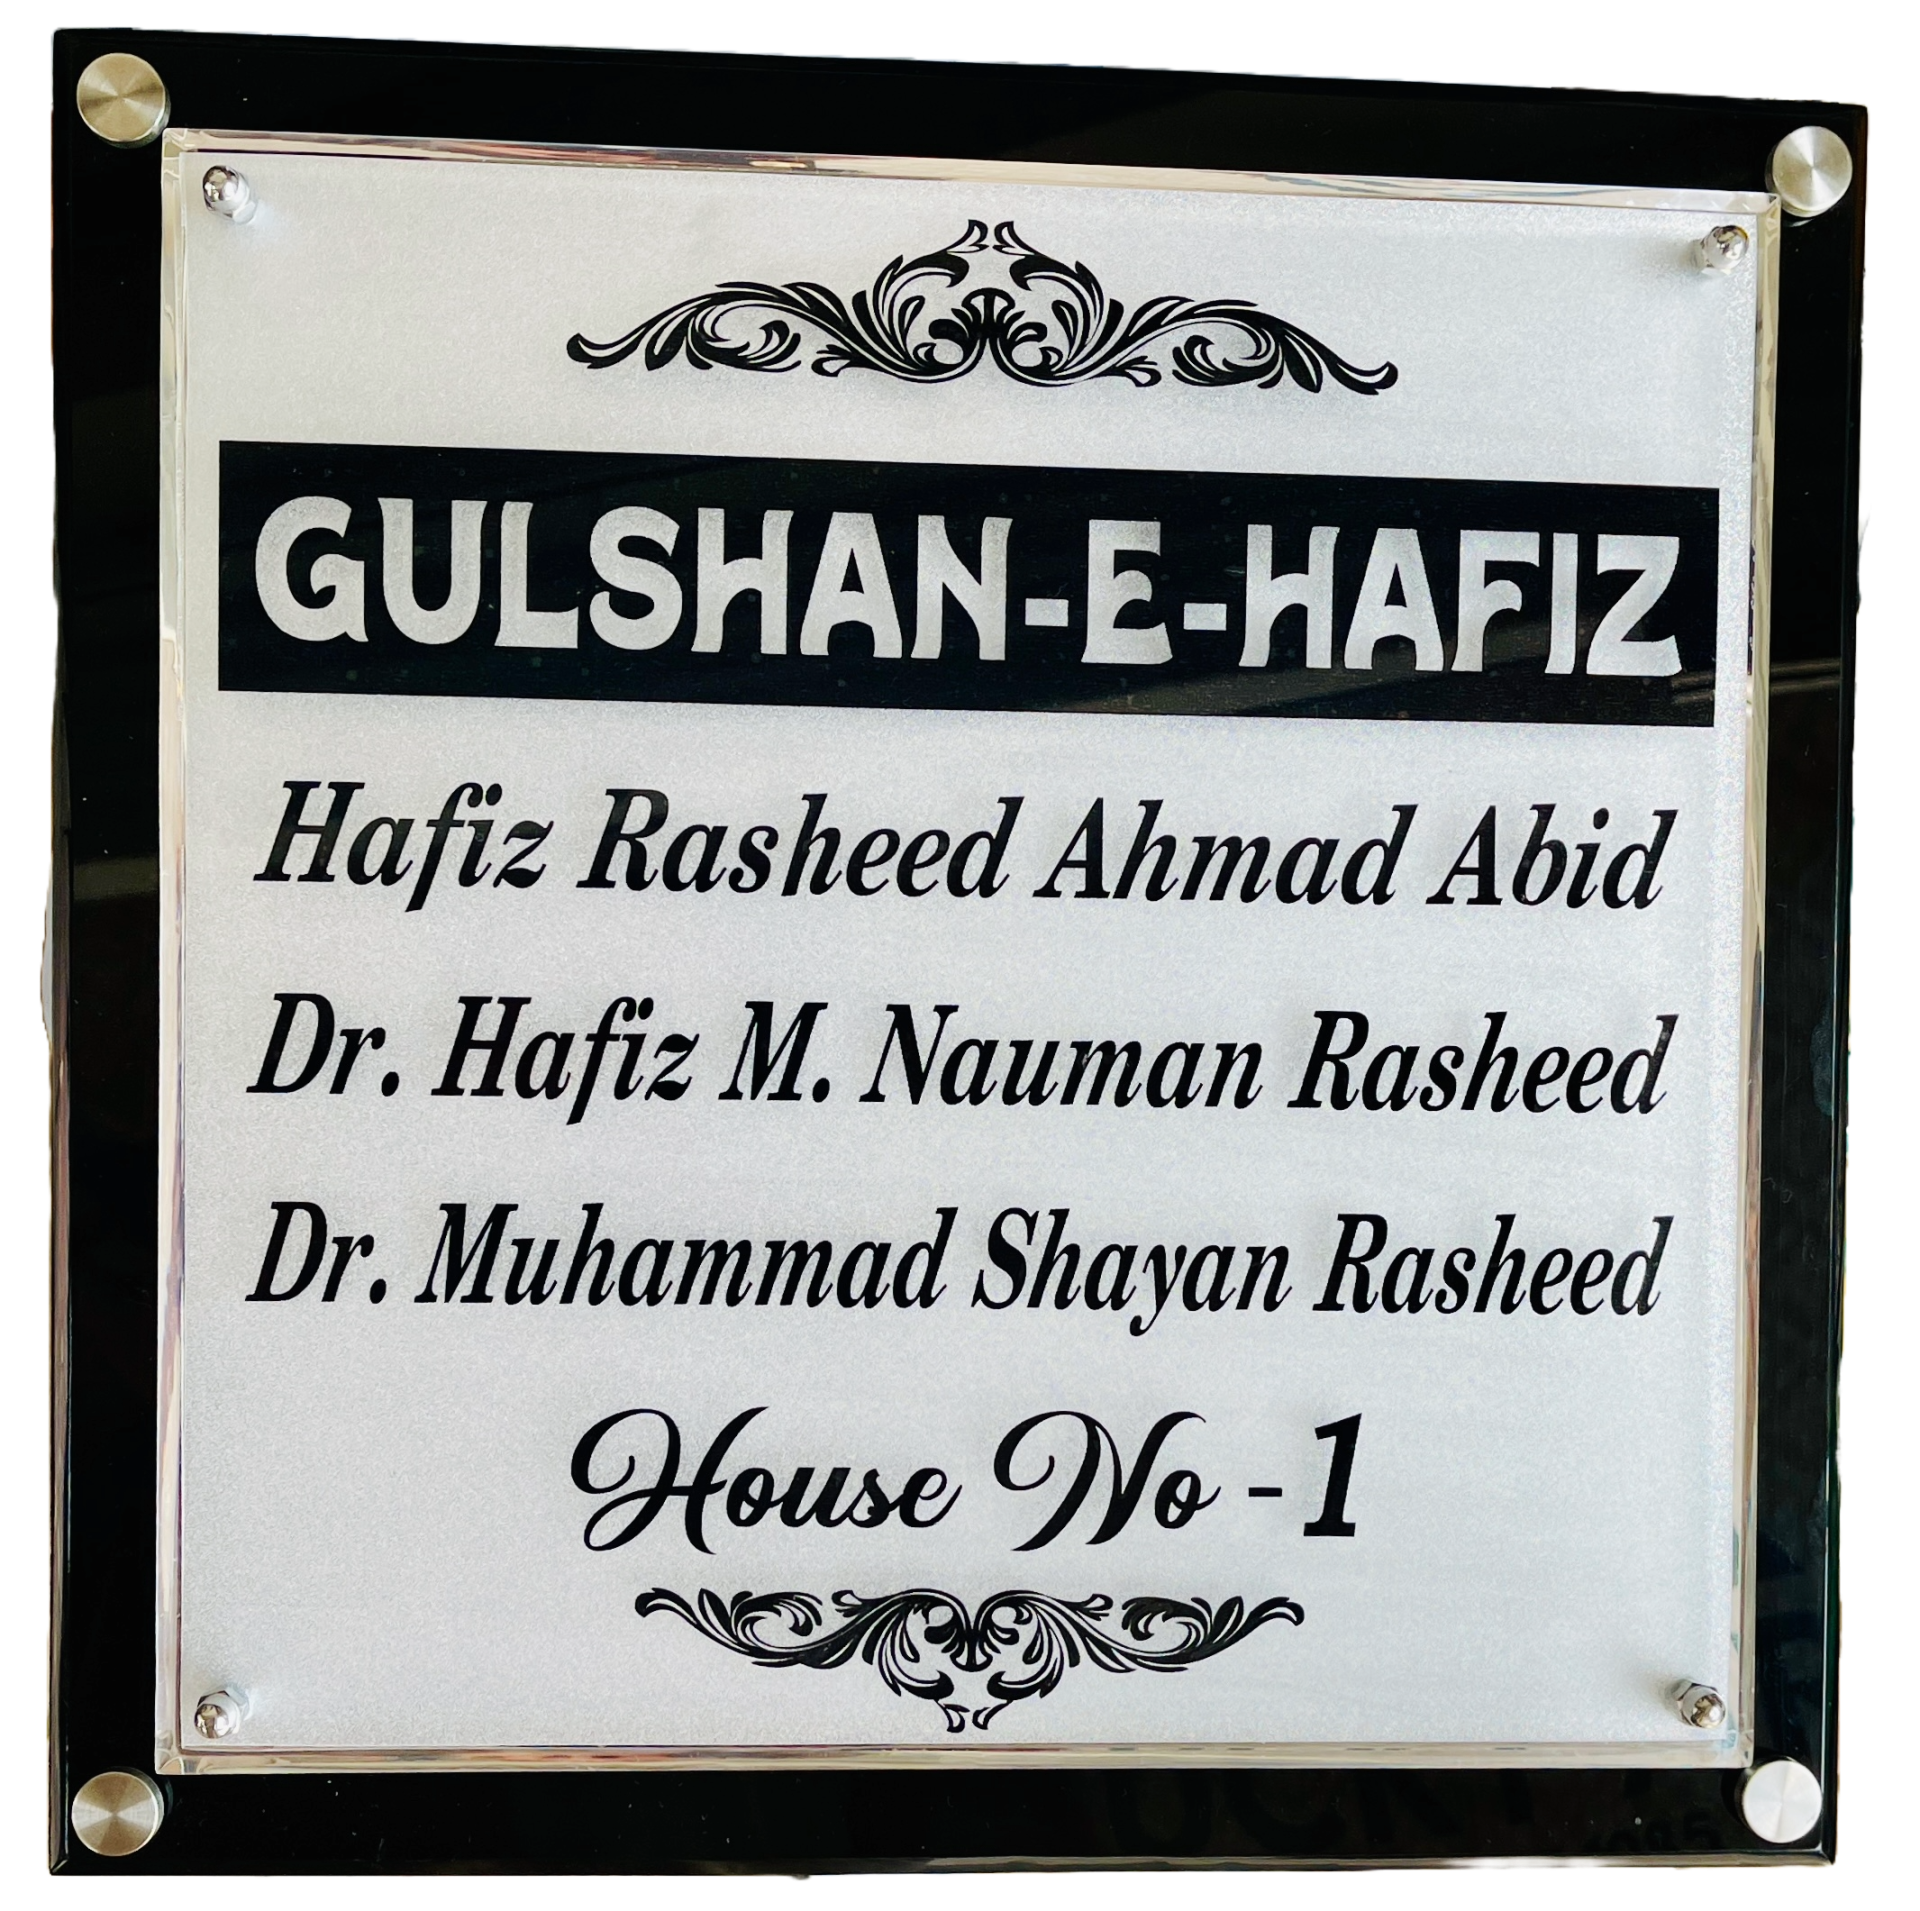 GULSHAN-E-HAFIZ
Hafiz Rasheed Ahmad Abid
Dr. Hafiz M. Nauman Rasheed
Dr. Muhammad Shayan Rasheed
House No - 1